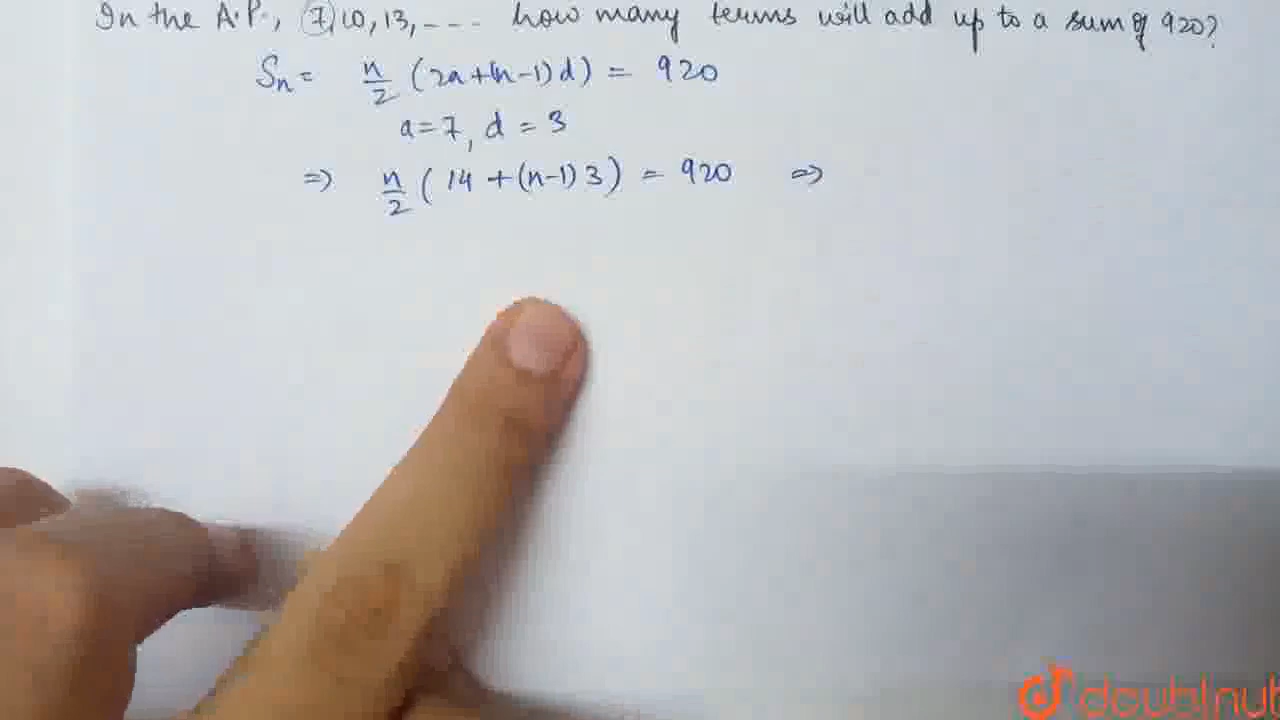 In the A.P., 7,10,13,---- how many terms will add up to a sum of 920?
Sn = n/2 (2a+(n-1)d) = 920
a=7, d=3
⇒ n/2 (14+(n-1)3) = 920 ⇒
doubtnut